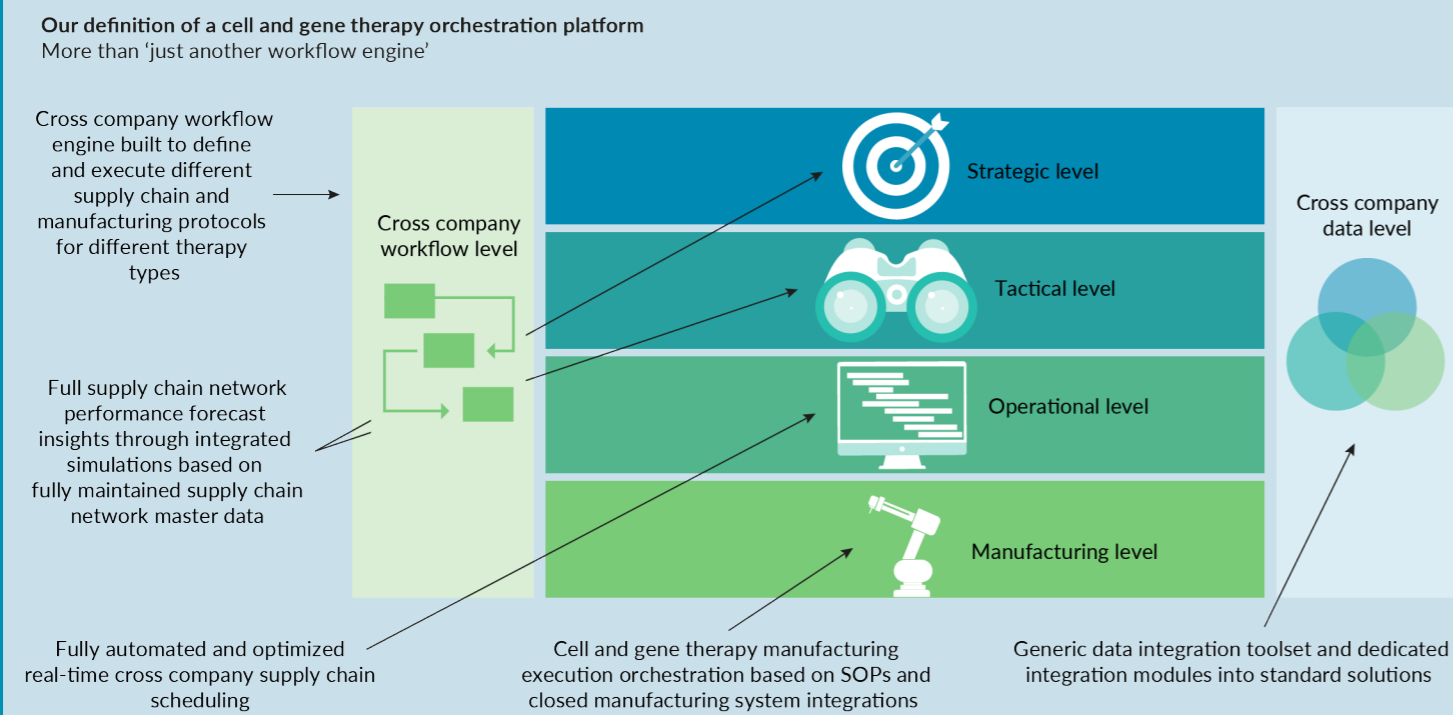 Our definition of a cell and gene therapy orchestration platform
More than ‘just another workflow engine’
Cross company workflow
engine built to define
and execute different
supply chain and
manufacturing protocols
for different therapy
types
Full supply chain network
performance forecast
insights through integrated
simulations based on
fully maintained supply chain
network master data
Cross company
workflow level
Strategic level
Tactical level
Operational level
Manufacturing level
Cross company
data level
Fully automated and optimized
real-time cross company supply chain
scheduling
Cell and gene therapy manufacturing
execution orchestration based on SOPs and
closed manufacturing system integrations
Generic data integration toolset and dedicated
integration modules into standard solutions